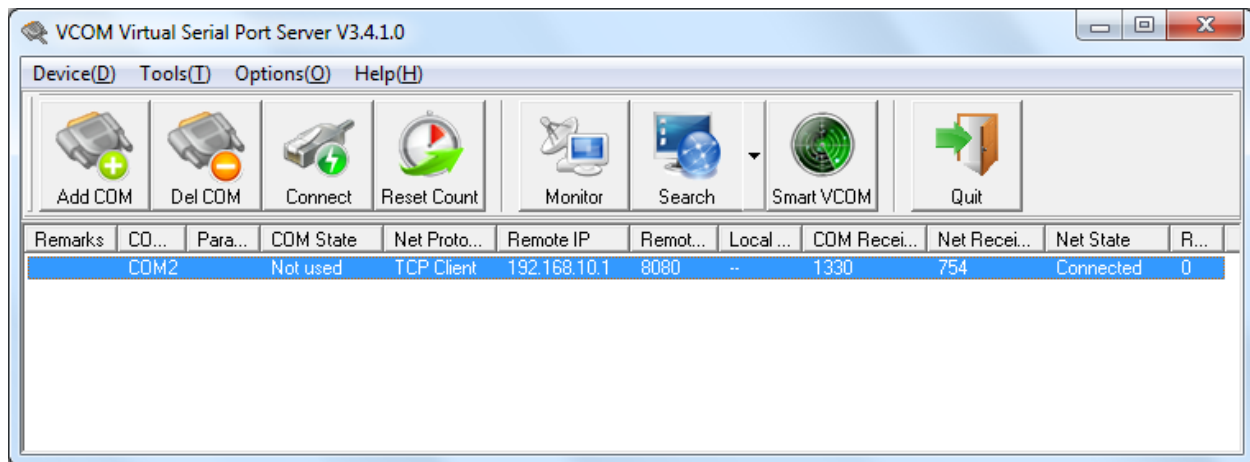 VCOM Virtual Serial Port Server V3.4.1.0
Device(D) Tools(T) Options(O) Help(H)
Add COM Del COM Connect Reset Count Monitor Search Smart VCOM Quit
Remarks CO... Para... COM State Net Proto... Remote IP Remot... Local ... COM Recei... Net Recei... Net State R...
COM2 Not used TCP Client 192.168.10.1 8080 -- 1330 754 Connected 0